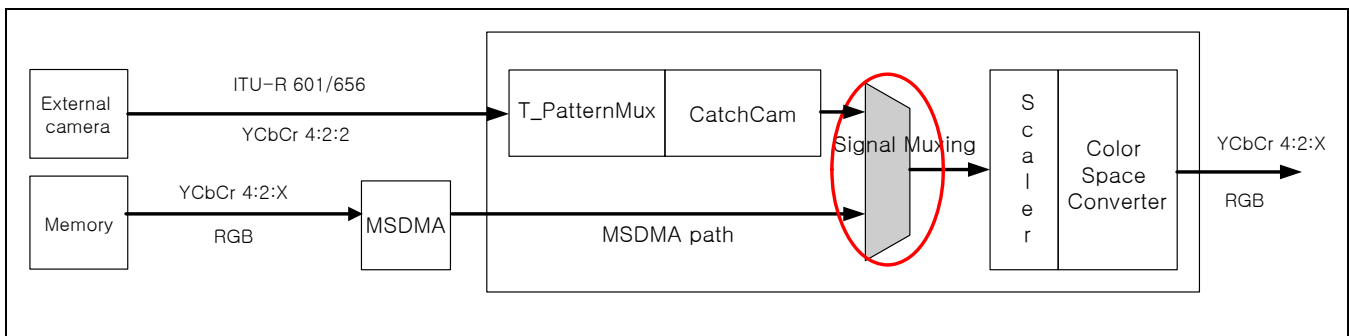 ITU-R 601/656
External
camera
YCbCr 4:2:2
T_PatternMux
CatchCam
Signal Muxing
S
c
a
l
e
r
Color
Space
Converter
YCbCr 4:2:X
RGB
Memory
YCbCr 4:2:X
RGB
MSDMA
MSDMA path